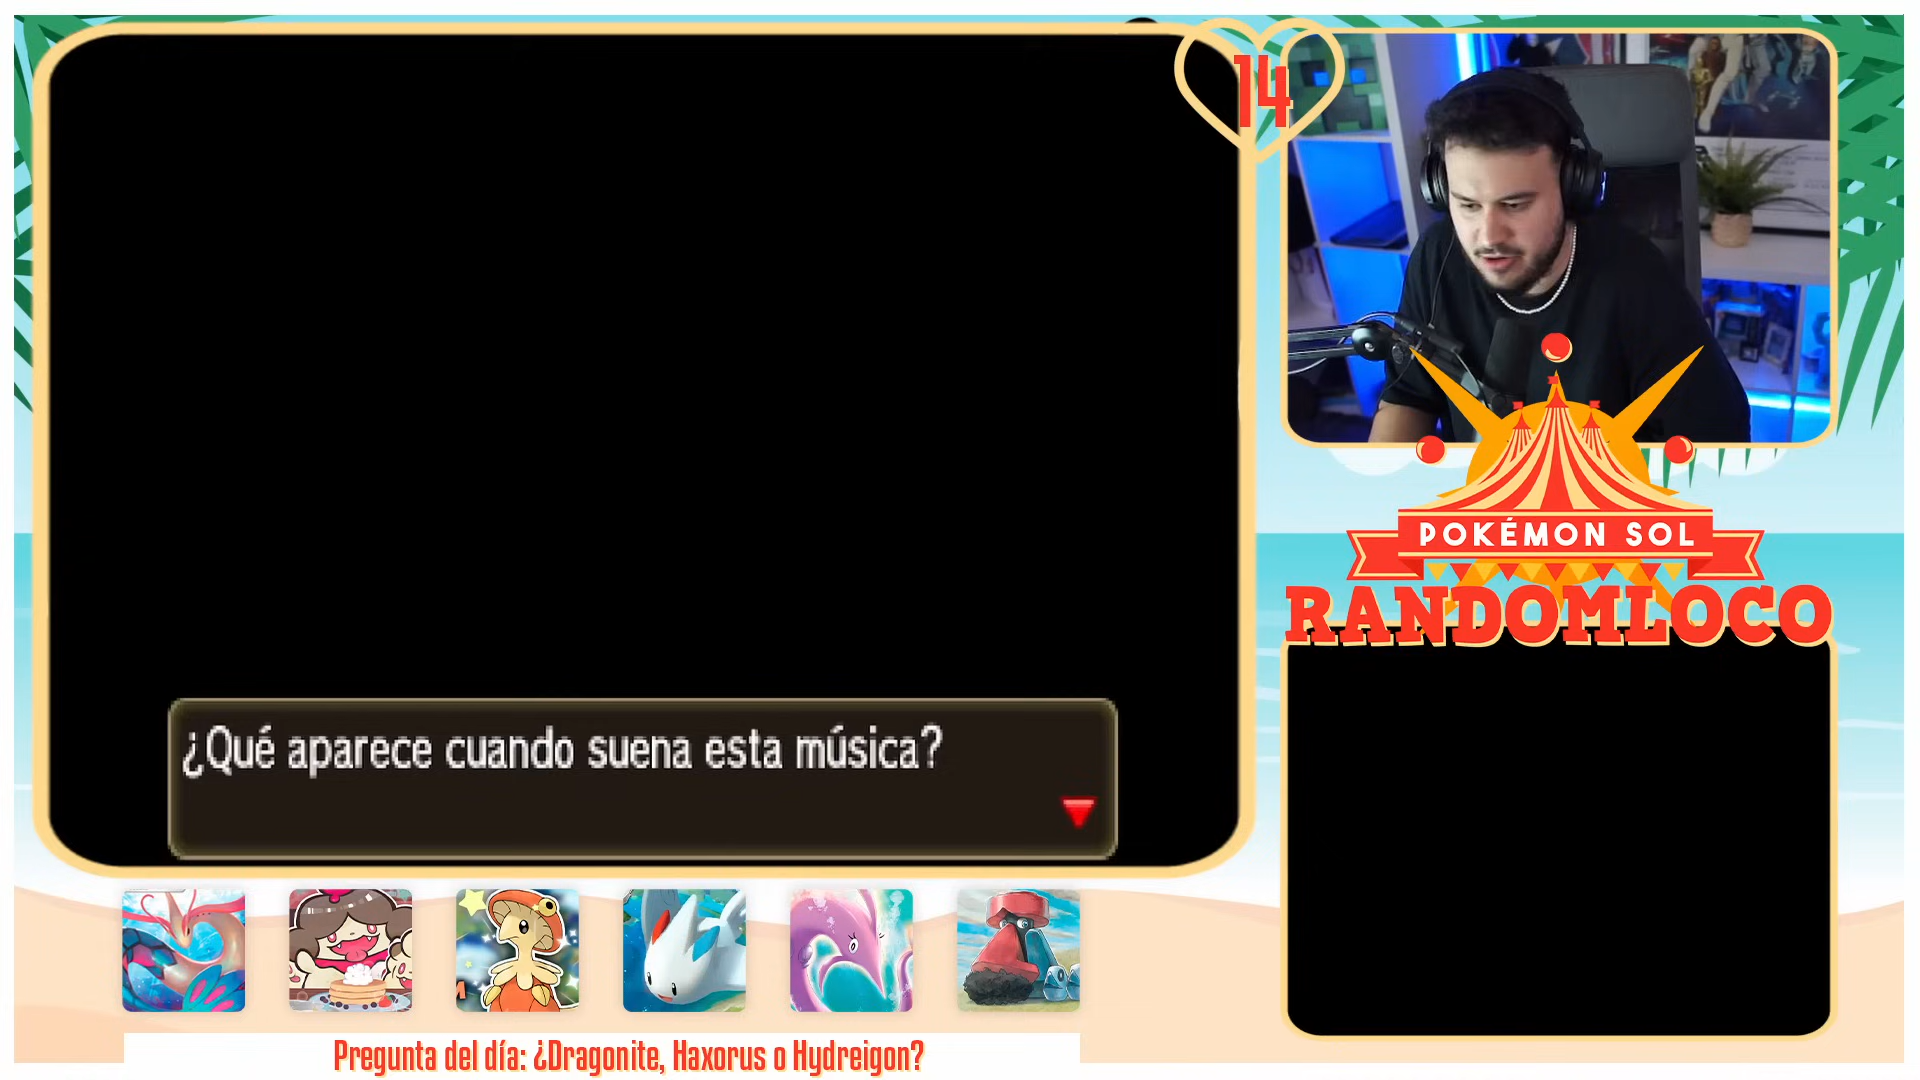 14
POKÉMON SOL
RANDOMLOCO
¿Qué aparece cuando suena esta música?
Pregunta del día: ¿Dragonite, Haxorus o Hydreigon?